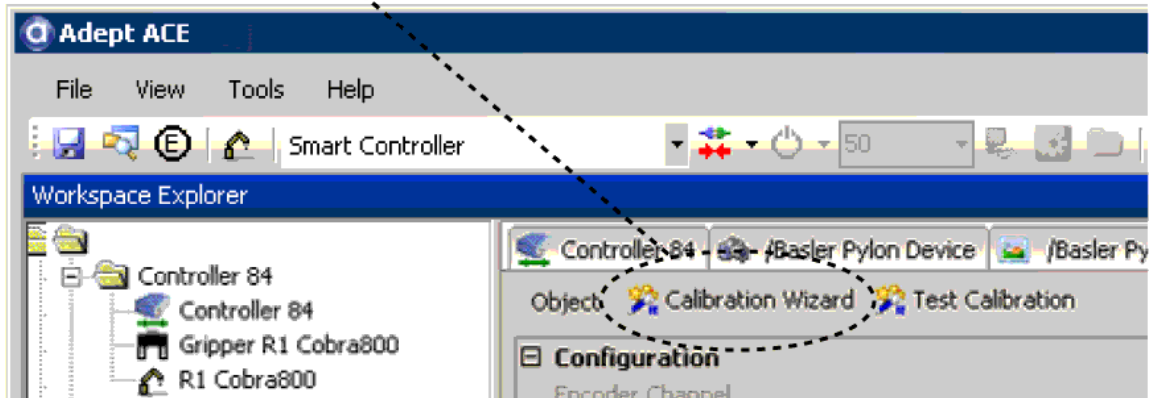 Adept ACE
File View Tools Help
E Smart Controller 50
Workspace Explorer
Controller 84 /Basler Pylon Device /Basler Py
Controller 84
Object Calibration Wizard Test Calibration
Controller 84
Gripper R1 Cobra800
Configuration
R1 Cobra800
Encoder Channel